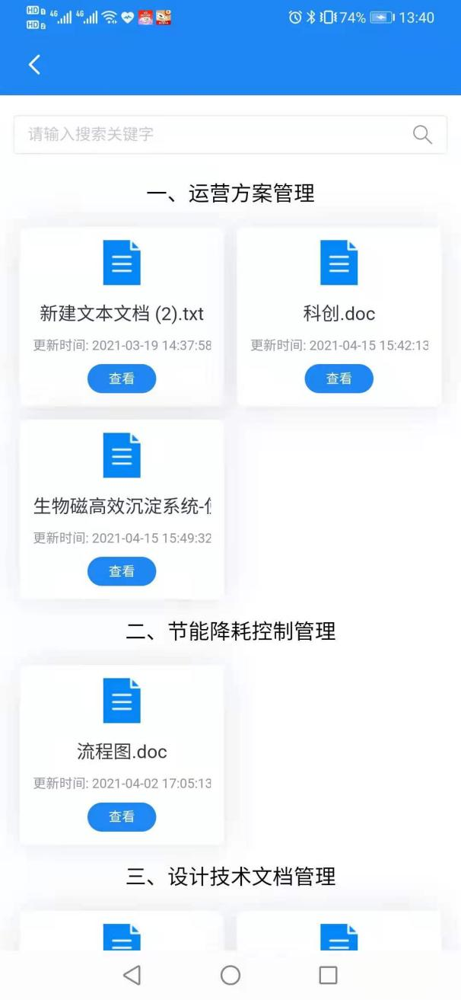 HD 1 4G 4G 74% 13:40
HD 2
请输入搜索关键字
一、运营方案管理
新建文本文档 (2).txt
更新时间: 2021-03-19 14:37:58
查看
科创.doc
更新时间: 2021-04-15 15:42:13
查看
生物磁高效沉淀系统-
更新时间: 2021-04-15 15:49:32
查看
二、节能降耗控制管理
流程图.doc
更新时间: 2021-04-02 17:05:13
查看
三、设计技术文档管理